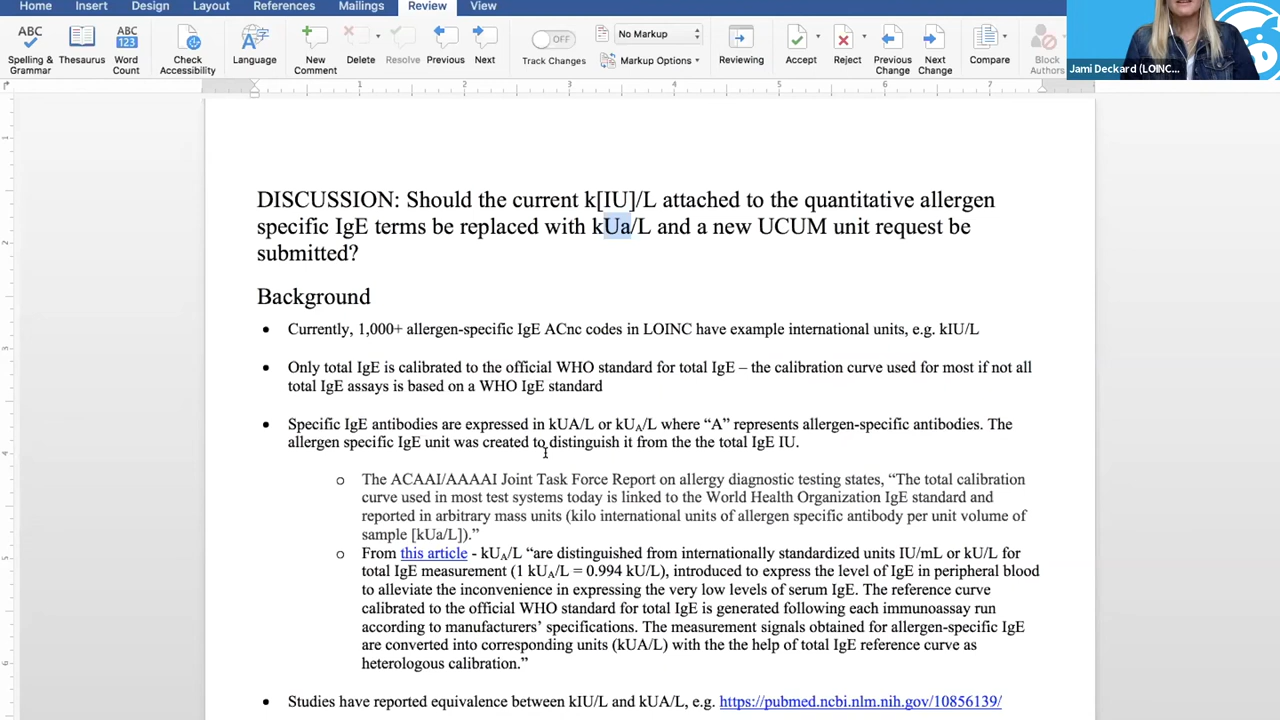 Home Insert Design Layout References Mailings Review View
ABC ABC 123 OFF No Markup
Spelling & Grammar Thesaurus Word Count Check Accessibility Language New Comment Delete Resolve Previous Next Track Changes Markup Options Reviewing Accept Reject Previous Change Next Change Compare Block Authors
Jami Deckard (LOINC...
1 2 3 4 5 6 7
DISCUSSION: Should the current k[IU]/L attached to the quantitative allergen
specific IgE terms be replaced with kUa/L and a new UCUM unit request be
submitted?
Background
• Currently, 1,000+ allergen-specific IgE ACnc codes in LOINC have example international units, e.g. kIU/L
• Only total IgE is calibrated to the official WHO standard for total IgE – the calibration curve used for most if not all
total IgE assays is based on a WHO IgE standard
• Specific IgE antibodies are expressed in kUA/L or kUA/L where “A” represents allergen-specific antibodies. The
allergen specific IgE unit was created to distinguish it from the the total IgE IU.
o The ACAAI/AAAAI Joint Task Force Report on allergy diagnostic testing states, “The total calibration
curve used in most test systems today is linked to the World Health Organization IgE standard and
reported in arbitrary mass units (kilo international units of allergen specific antibody per unit volume of
sample [kUa/L]).”
o From this article - kUA/L “are distinguished from internationally standardized units IU/mL or kU/L for
total IgE measurement (1 kUA/L = 0.994 kU/L), introduced to express the level of IgE in peripheral blood
to alleviate the inconvenience in expressing the very low levels of serum IgE. The reference curve
calibrated to the official WHO standard for total IgE is generated following each immunoassay run
according to manufacturers’ specifications. The measurement signals obtained for allergen-specific IgE
are converted into corresponding units (kUA/L) with the the help of total IgE reference curve as
heterologous calibration.”
• Studies have reported equivalence between kIU/L and kUA/L, e.g. https://pubmed.ncbi.nlm.nih.gov/10856139/